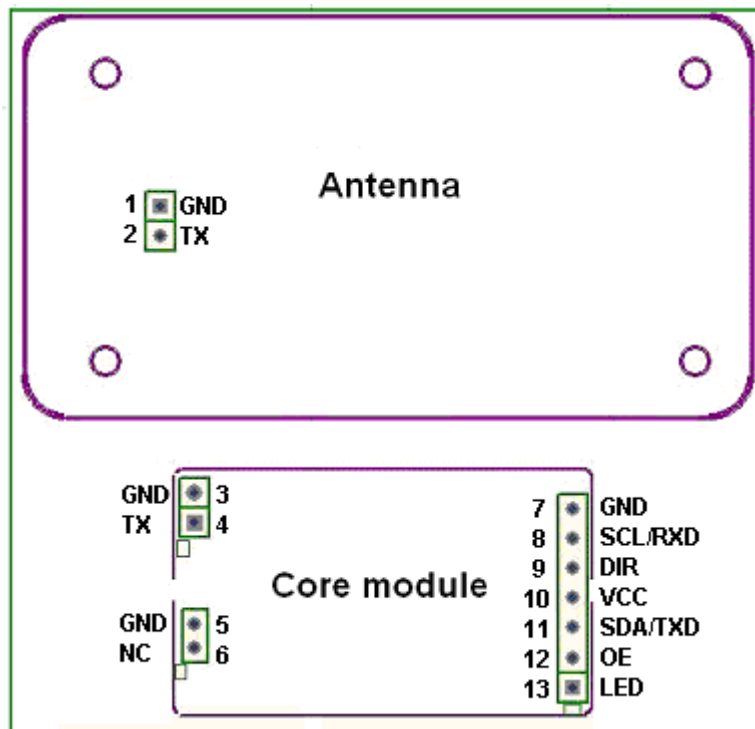 Antenna
1 GND
2 TX
GND 3
TX 4
GND 5
NC 6
Core module
7 GND
8 SCL/RXD
9 DIR
10 VCC
11 SDA/TXD
12 OE
13 LED